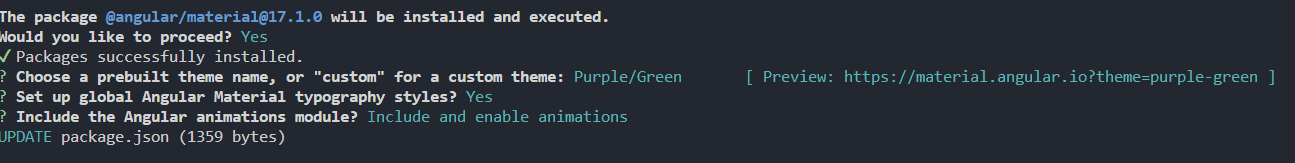 The package @angular/material@17.1.0 will be installed and executed.
Would you like to proceed? Yes
✓ Packages successfully installed.
? Choose a prebuilt theme name, or "custom" for a custom theme: Purple/Green [ Preview: https://material.angular.io?theme=purple-green ]
? Set up global Angular Material typography styles? Yes
? Include the Angular animations module? Include and enable animations
UPDATE package.json (1359 bytes)